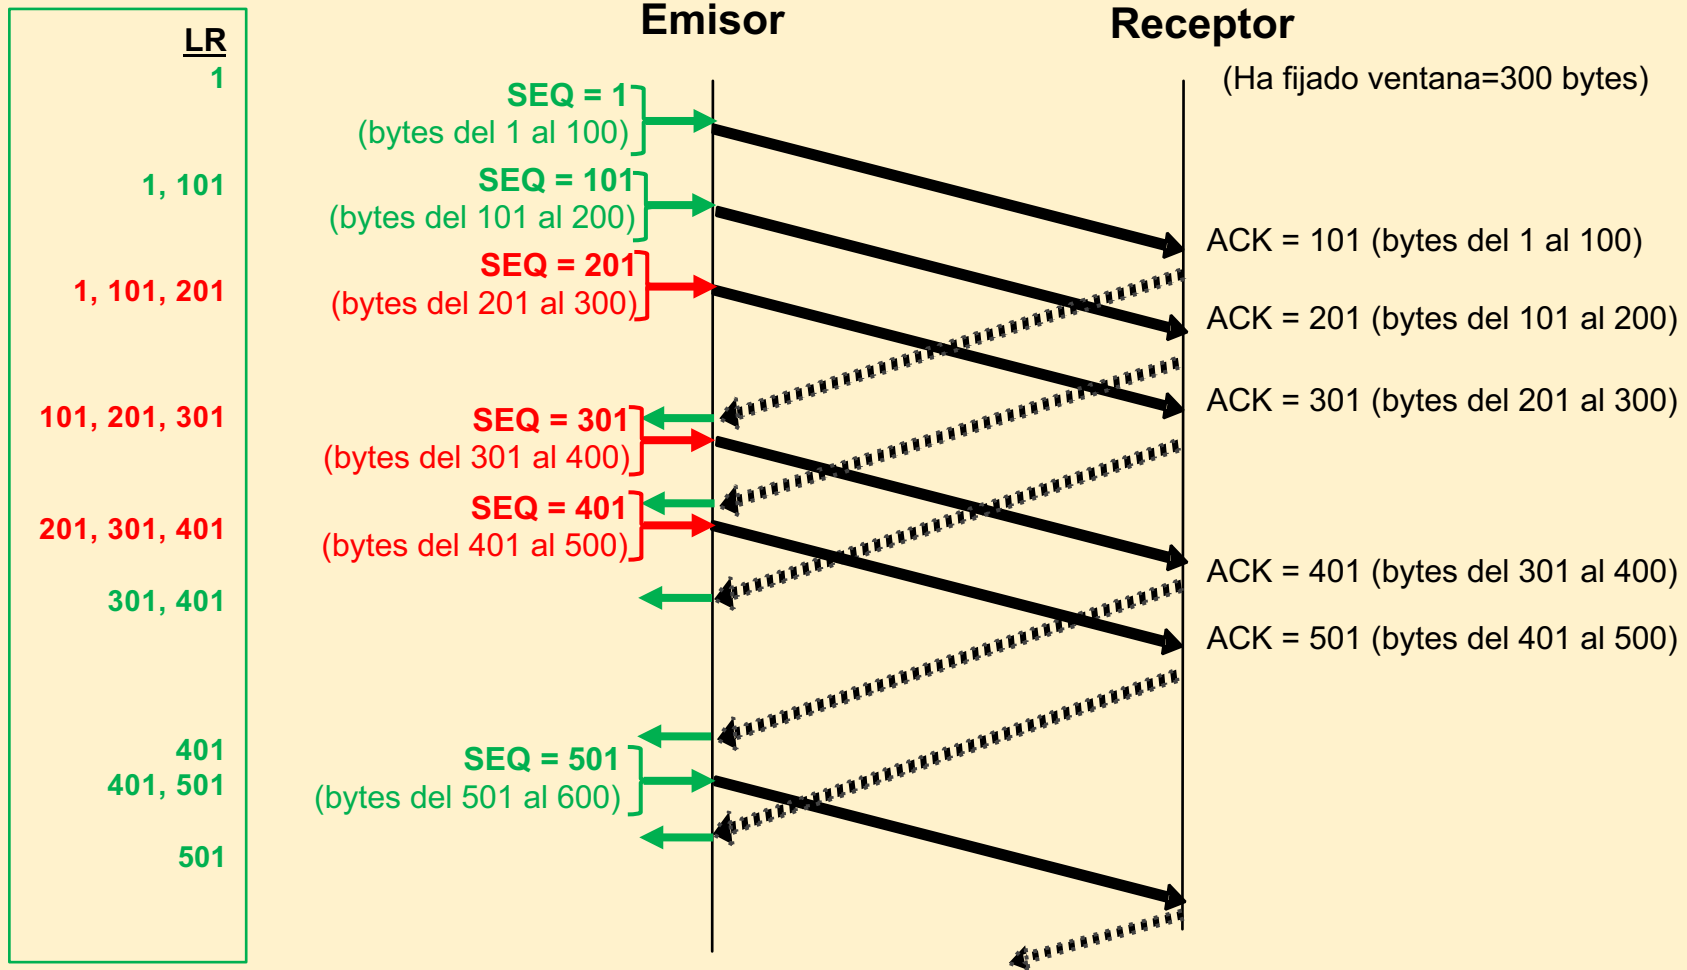 Emisor
Receptor
LR
1
(Ha fijado ventana=300 bytes)
SEQ = 1
(bytes del 1 al 100)
1, 101
SEQ = 101
(bytes del 101 al 200)
ACK = 101 (bytes del 1 al 100)
1, 101, 201
SEQ = 201
(bytes del 201 al 300)
ACK = 201 (bytes del 101 al 200)
ACK = 301 (bytes del 201 al 300)
101, 201, 301
SEQ = 301
(bytes del 301 al 400)
201, 301, 401
SEQ = 401
(bytes del 401 al 500)
ACK = 401 (bytes del 301 al 400)
301, 401
ACK = 501 (bytes del 401 al 500)
401
SEQ = 501
401, 501
(bytes del 501 al 600)
501